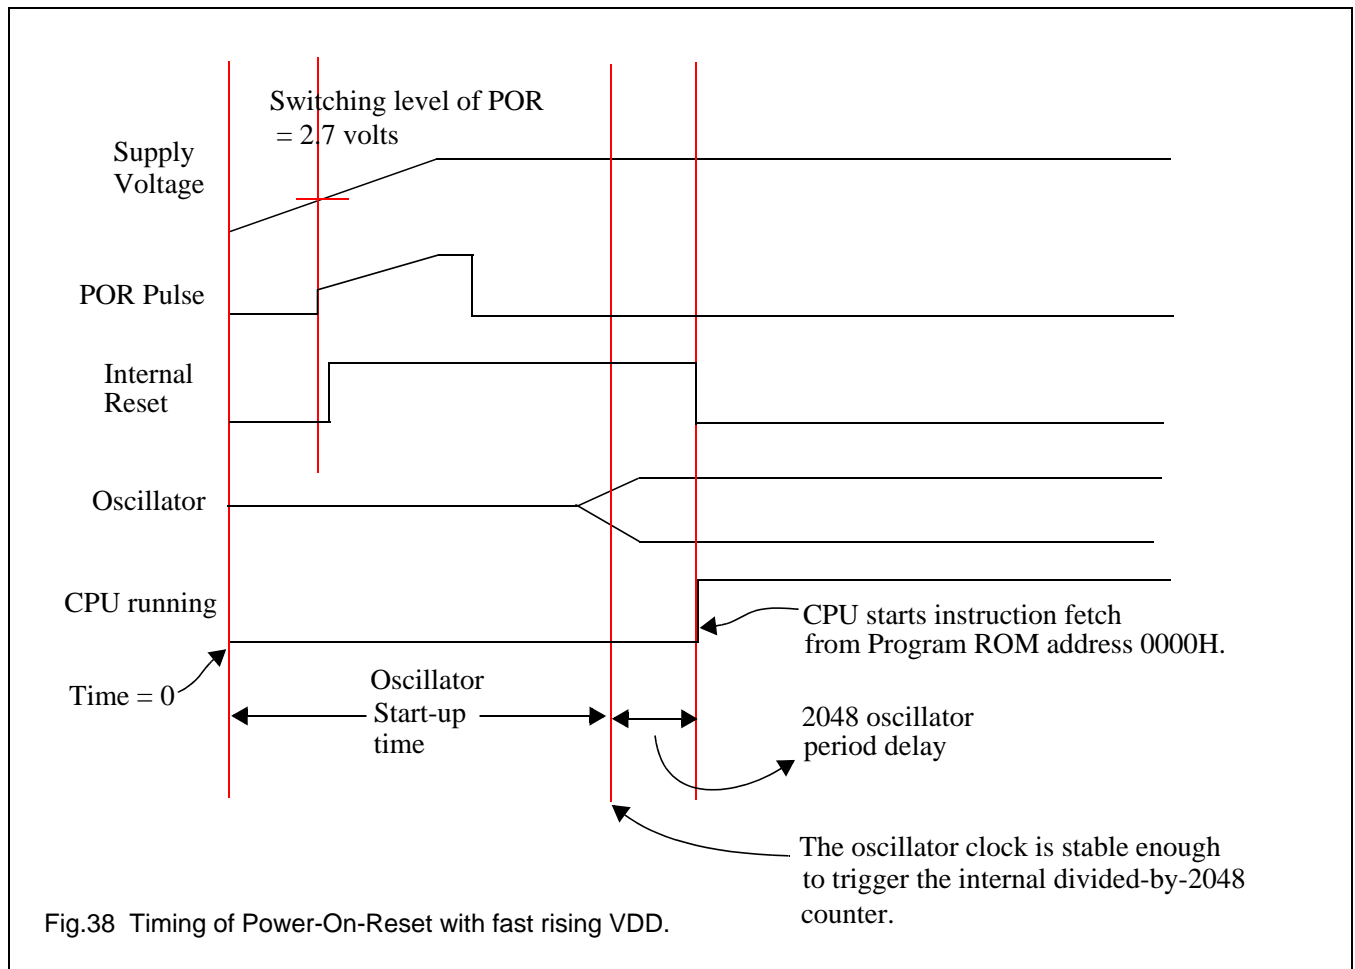 Switching level of POR
= 2.7 volts
Supply
Voltage
POR Pulse
Internal
Reset
Oscillator
CPU running
CPU starts instruction fetch
from Program ROM address 0000H.
Time = 0
Oscillator
Start-up
time
2048 oscillator
period delay
The oscillator clock is stable enough
to trigger the internal divided-by-2048
counter.
Fig.38 Timing of Power-On-Reset with fast rising VDD.